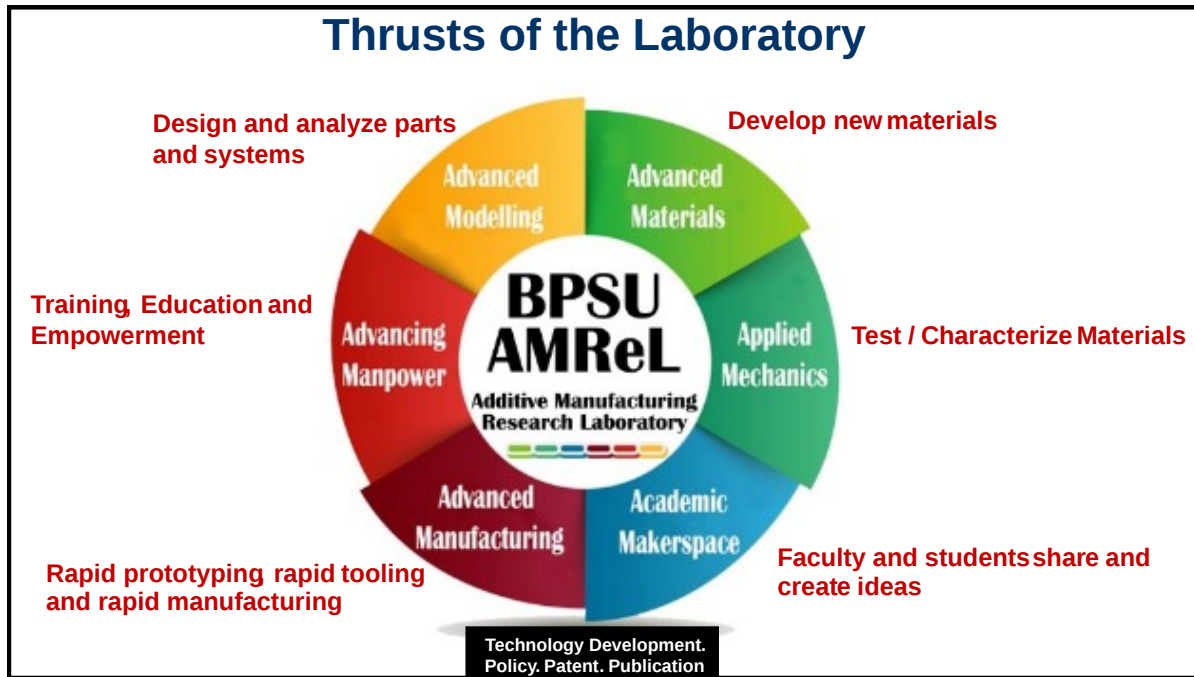 Thrusts of the Laboratory
Design and analyze parts
and systems
Develop new materials
Advanced
Modelling
Advanced
Materials
Training, Education and
Empowerment
Advancing
Manpower
BPSU
AMReL
Additive Manufacturing
Research Laboratory
Applied
Mechanics
Test / Characterize Materials
Advanced
Manufacturing
Academic
Makerspace
Rapid prototyping, rapid tooling
and rapid manufacturing
Faculty and students share and
create ideas
Technology Development.
Policy. Patent. Publication